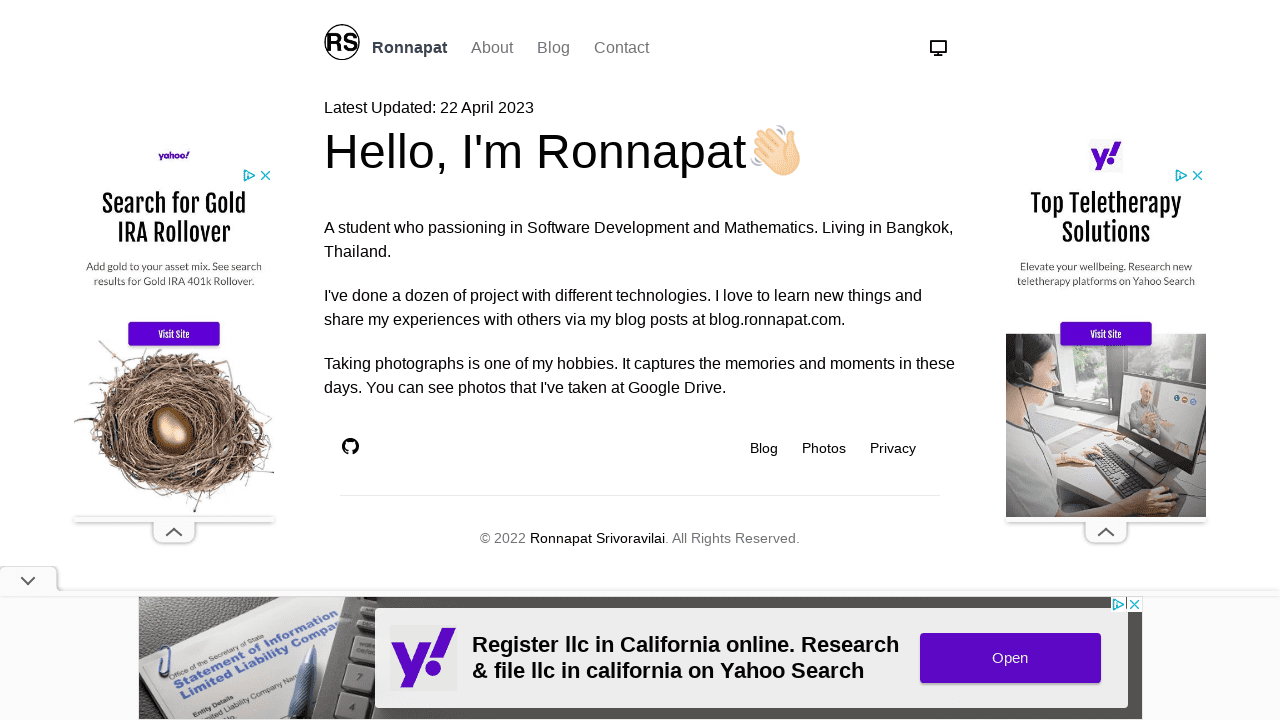 RS Ronnapat About Blog Contact
Latest Updated: 22 April 2023
Hello, I'm Ronnapat
A student who passioning in Software Development and Mathematics. Living in Bangkok,
Thailand.
I've done a dozen of project with different technologies. I love to learn new things and
share my experiences with others via my blog posts at blog.ronnapat.com.
Taking photographs is one of my hobbies. It captures the memories and moments in these
days. You can see photos that I've taken at Google Drive.
Blog Photos Privacy
© 2022 Ronnapat Srivoravilai. All Rights Reserved.
yahoo!
Search for Gold
IRA Rollover
Add gold to your asset mix. See search
results for Gold IRA 401k Rollover.
Visit Site
y!
Top Teletherapy
Solutions
Elevate your wellbeing. Research new
teletherapy platforms on Yahoo Search
Visit Site
Office of the Secretary of State
Statement of Information
Limited Liability Company
Entity Details
y!
Register llc in California online. Research
& file llc in california on Yahoo Search
Open